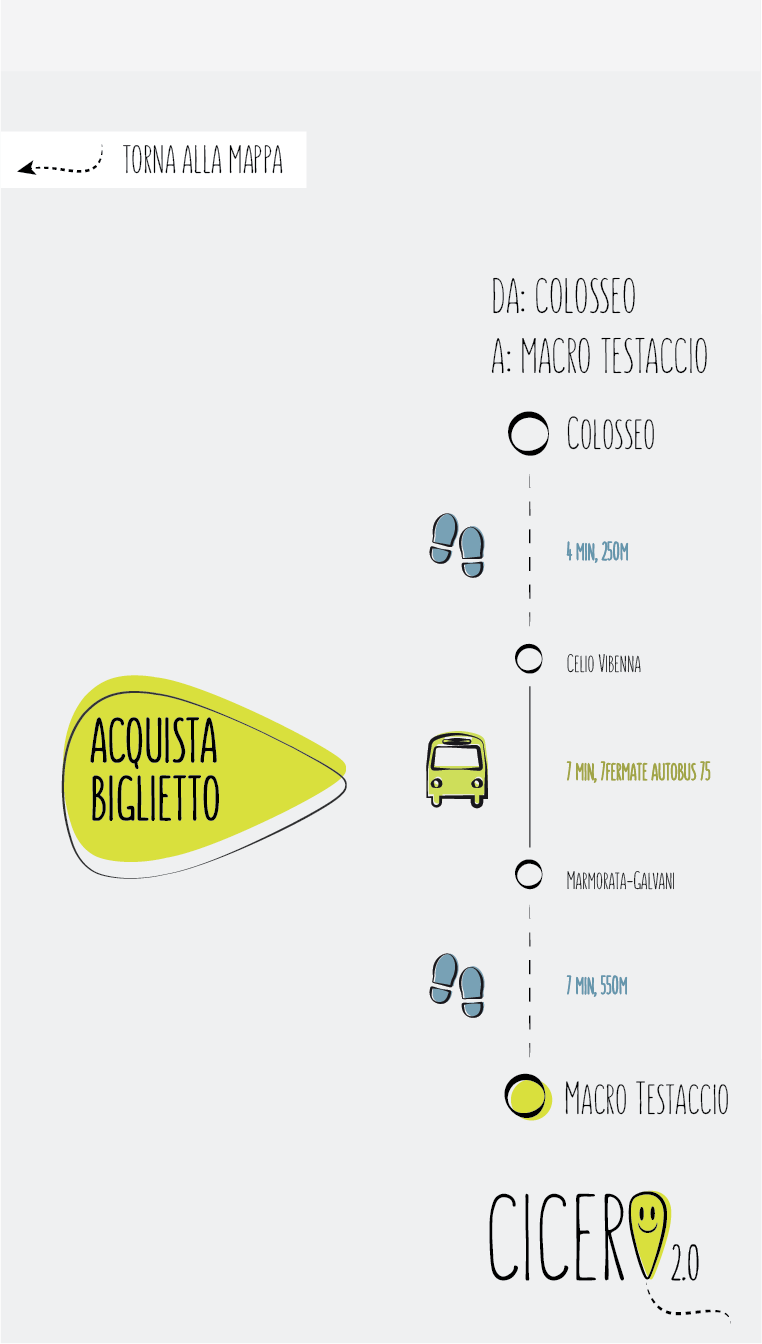 TORNA ALLA MAPPA
DA: COLOSSEO
A: MACRO TESTACCIO
COLOSSEO
4 MIN, 250M
CELIO VIBENNA
ACQUISTA
BIGLIETTO
7 MIN, 7FERMATE AUTOBUS 75
MARMORATA-GALVANI
7 MIN, 550M
MACRO TESTACCIO
CICERO 2.0